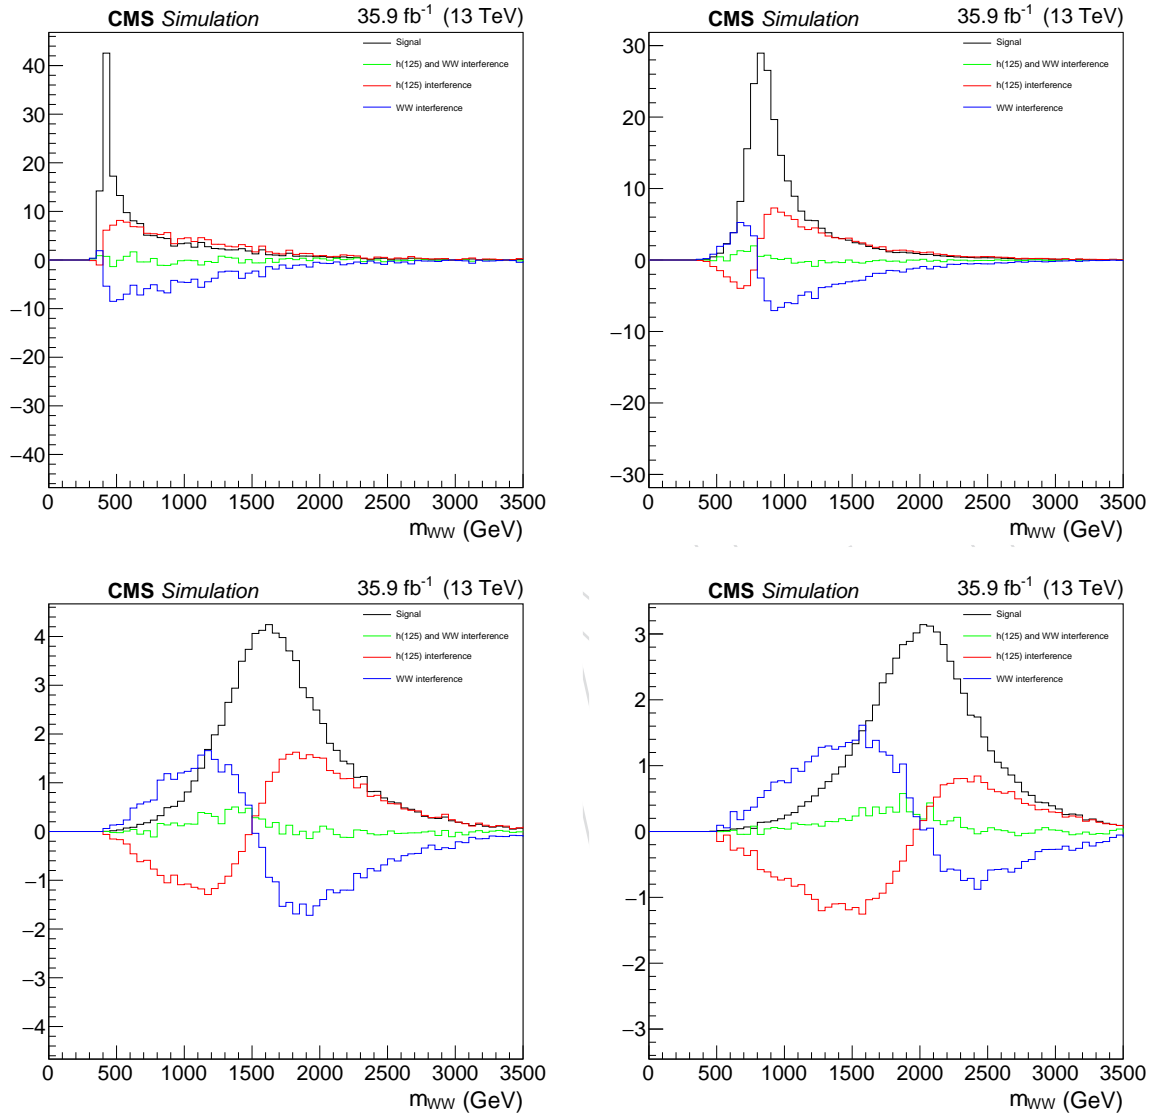 CMS Simulation 35.9 fb⁻¹ (13 TeV)
Signal
h(125) and WW interference
h(125) interference
WW interference
40
30
20
10
0
−10
−20
−30
−40
0 500 1000 1500 2000 2500 3000 3500
m_WW (GeV)
CMS Simulation 35.9 fb⁻¹ (13 TeV)
Signal
h(125) and WW interference
h(125) interference
WW interference
30
20
10
0
−10
−20
−30
0 500 1000 1500 2000 2500 3000 3500
m_WW (GeV)
CMS Simulation 35.9 fb⁻¹ (13 TeV)
Signal
h(125) and WW interference
h(125) interference
WW interference
4
3
2
1
0
−1
−2
−3
−4
0 500 1000 1500 2000 2500 3000 3500
m_WW (GeV)
CMS Simulation 35.9 fb⁻¹ (13 TeV)
Signal
h(125) and WW interference
h(125) interference
WW interference
3
2
1
0
−1
−2
−3
0 500 1000 1500 2000 2500 3000 3500
m_WW (GeV)